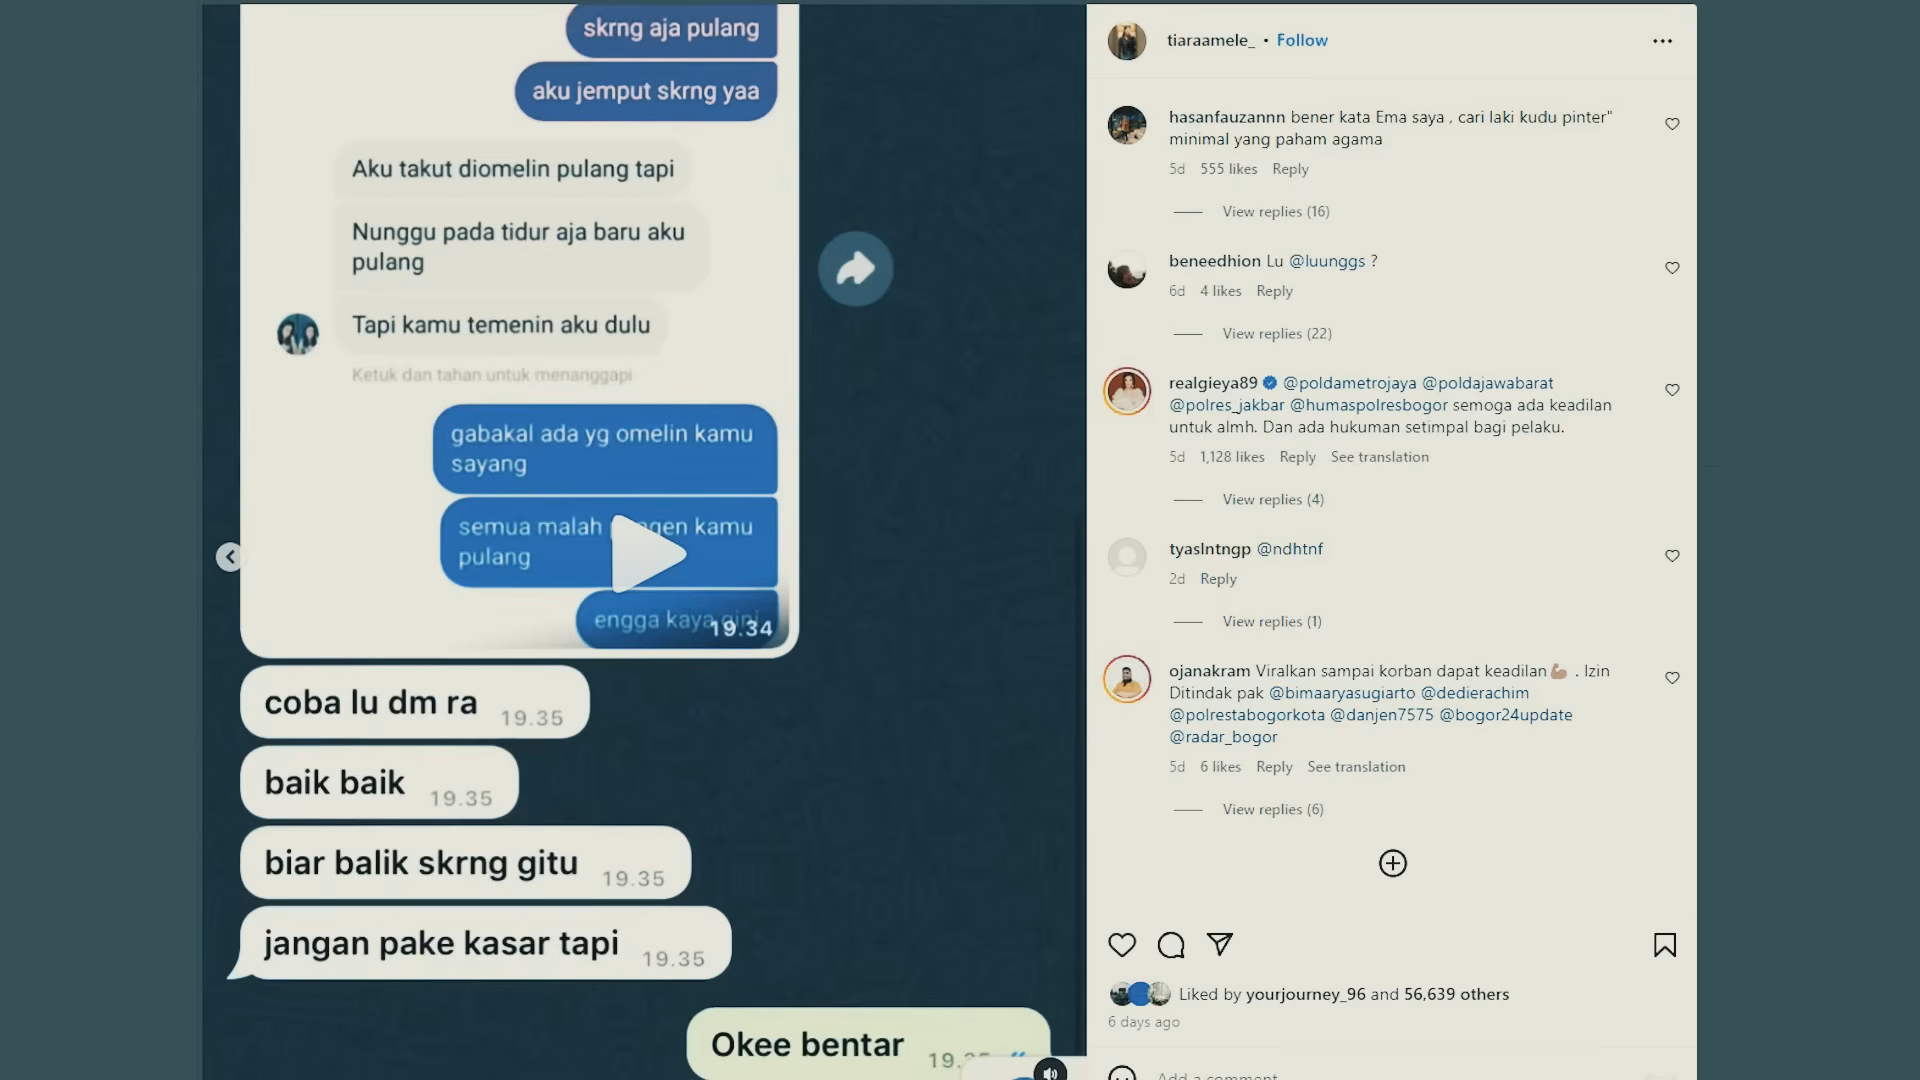 skrng aja pulang
aku jemput skrng yaa
Aku takut diomelin pulang tapi
Nunggu pada tidur aja baru aku
pulang
Tapi kamu temenin aku dulu
Ketuk dan tahan untuk menanggapi
gabakal ada yg omelin kamu
sayang
semua malah kamu
pulang
engga kaya
19.34
coba lu dm ra 19.35
baik baik 19.35
biar balik skrng gitu 19.35
jangan pake kasar tapi 19.35
Okee bentar
tiaraamele_ • Follow
hasanfauzannn bener kata Ema saya , cari laki kudu pinter"
minimal yang paham agama
5d 555 likes Reply
View replies (16)
beneedhion Lu @luunggs ?
6d 4 likes Reply
View replies (22)
realgieya89 @poldametrojaya @poldajawabarat
@polres_jakbar @humaspolresbogor semoga ada keadilan
untuk almh. Dan ada hukuman setimpal bagi pelaku.
5d 1,128 likes Reply See translation
View replies (4)
tyaslntngp @ndhtnf
2d Reply
View replies (1)
ojanakram Viralkan sampai korban dapat keadilan💪🏽 . Izin
Ditindak pak @bimaaryasugiarto @dedierachim
@polrestabogorkota @danjen7575 @bogor24update
@radar_bogor
5d 6 likes Reply See translation
View replies (6)
Liked by yourjourney_96 and 56,639 others
6 days ago
Add a comment